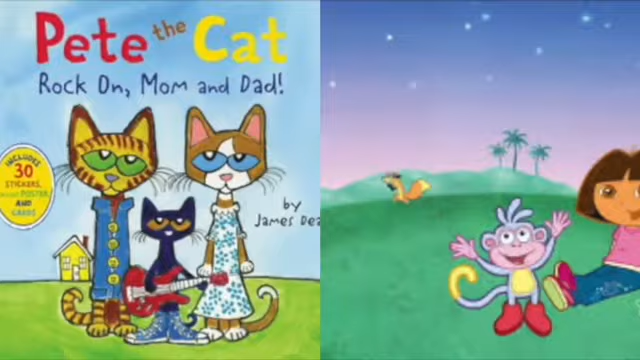 Pete the Cat
Rock On, Mom and Dad!
INCLUDES
30
STICKERS,
POSTER
AND
CARDS
by
James Dea